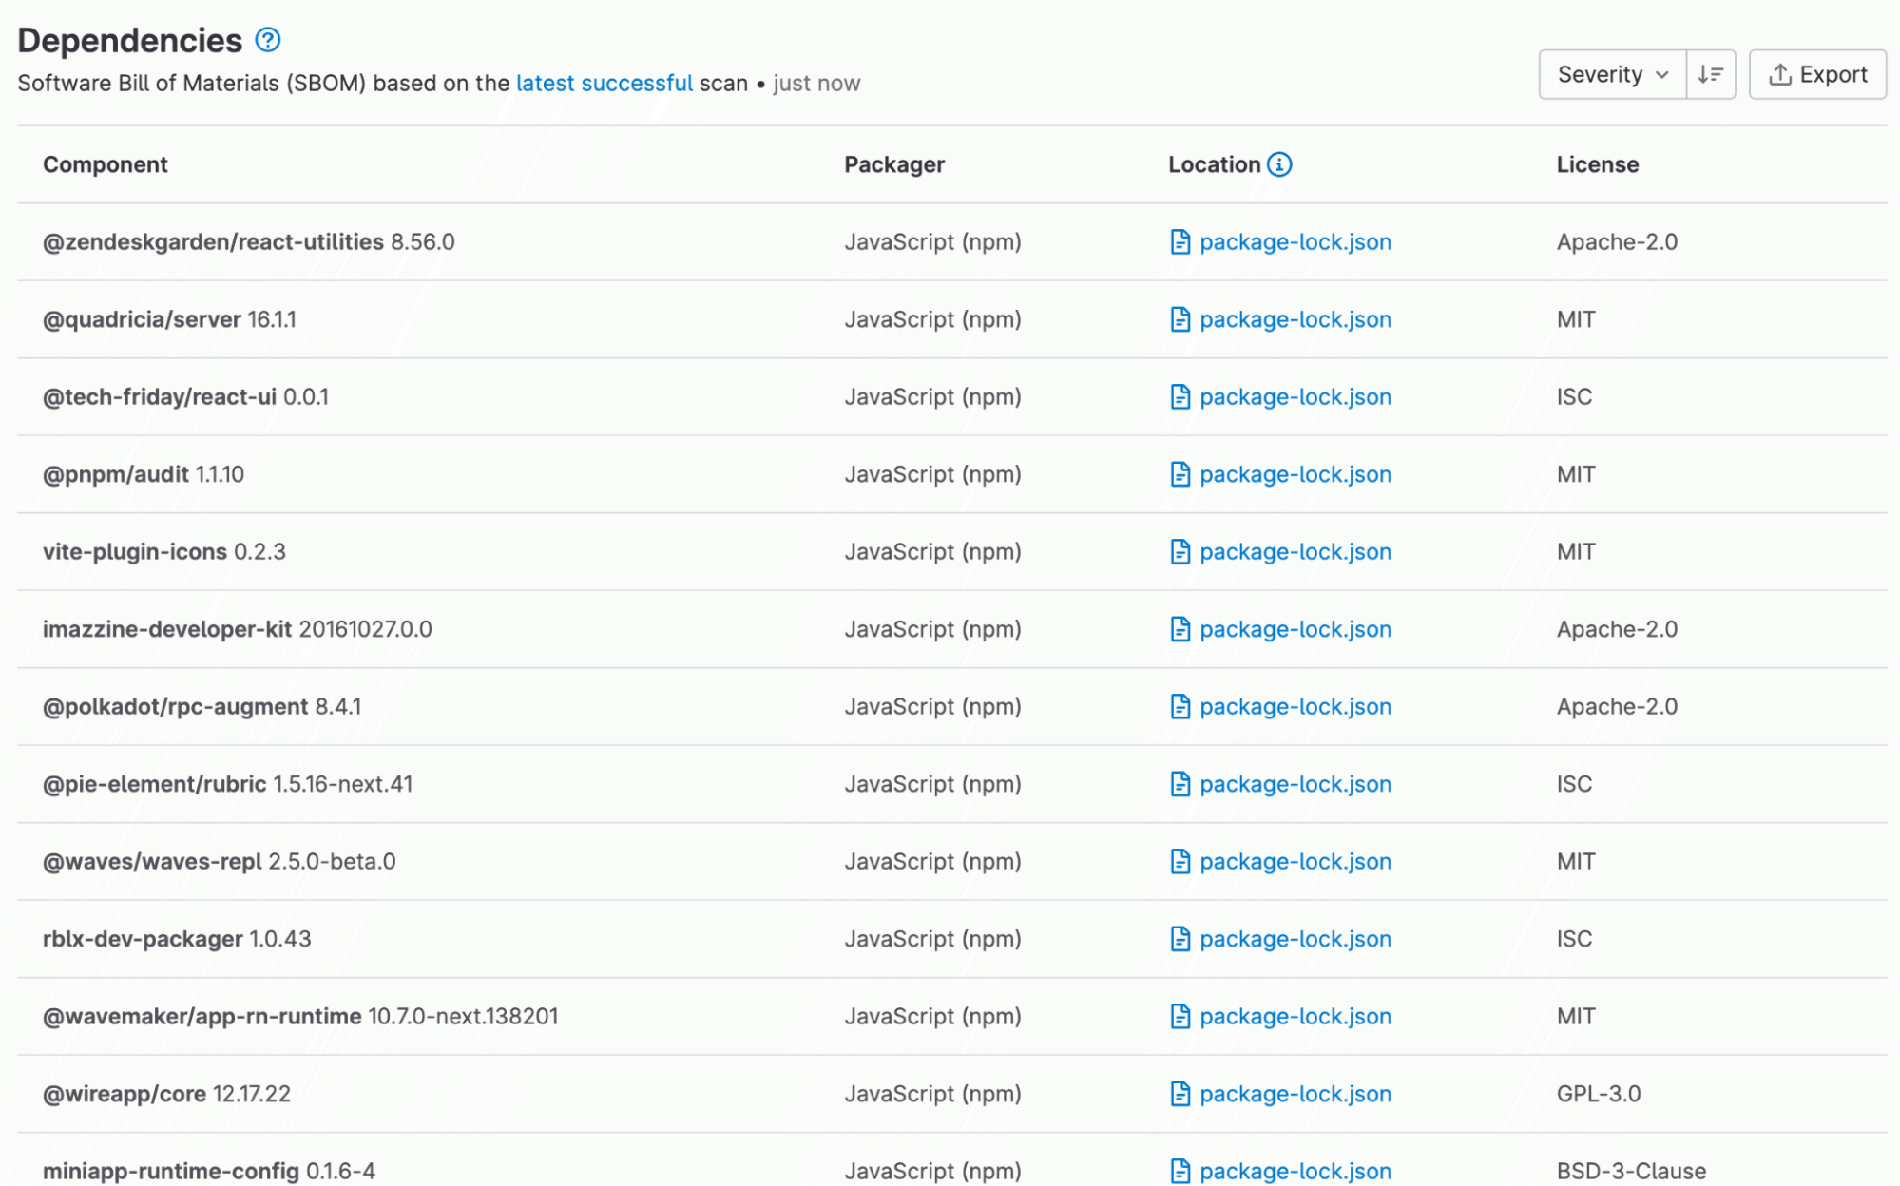 Dependencies
Software Bill of Materials (SBOM) based on the latest successful scan • just now
Severity
Export
Component Packager Location License
@zendeskgarden/react-utilities 8.56.0 JavaScript (npm) package-lock.json Apache-2.0
@quadricia/server 16.1.1 JavaScript (npm) package-lock.json MIT
@tech-friday/react-ui 0.0.1 JavaScript (npm) package-lock.json ISC
@pnpm/audit 1.1.10 JavaScript (npm) package-lock.json MIT
vite-plugin-icons 0.2.3 JavaScript (npm) package-lock.json MIT
imazzine-developer-kit 20161027.0.0 JavaScript (npm) package-lock.json Apache-2.0
@polkadot/rpc-augment 8.4.1 JavaScript (npm) package-lock.json Apache-2.0
@pie-element/rubric 1.5.16-next.41 JavaScript (npm) package-lock.json ISC
@waves/waves-repl 2.5.0-beta.0 JavaScript (npm) package-lock.json MIT
rblx-dev-packager 1.0.43 JavaScript (npm) package-lock.json ISC
@wavemaker/app-rn-runtime 10.7.0-next.138201 JavaScript (npm) package-lock.json MIT
@wireapp/core 12.17.22 JavaScript (npm) package-lock.json GPL-3.0
miniapp-runtime-config 0.1.6-4 JavaScript (npm) package-lock.json BSD-3-Clause